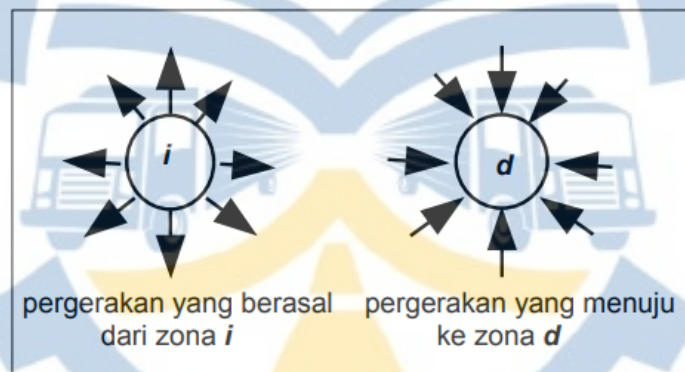 i
d
pergerakan yang berasal
dari zona i
pergerakan yang menuju
ke zona d